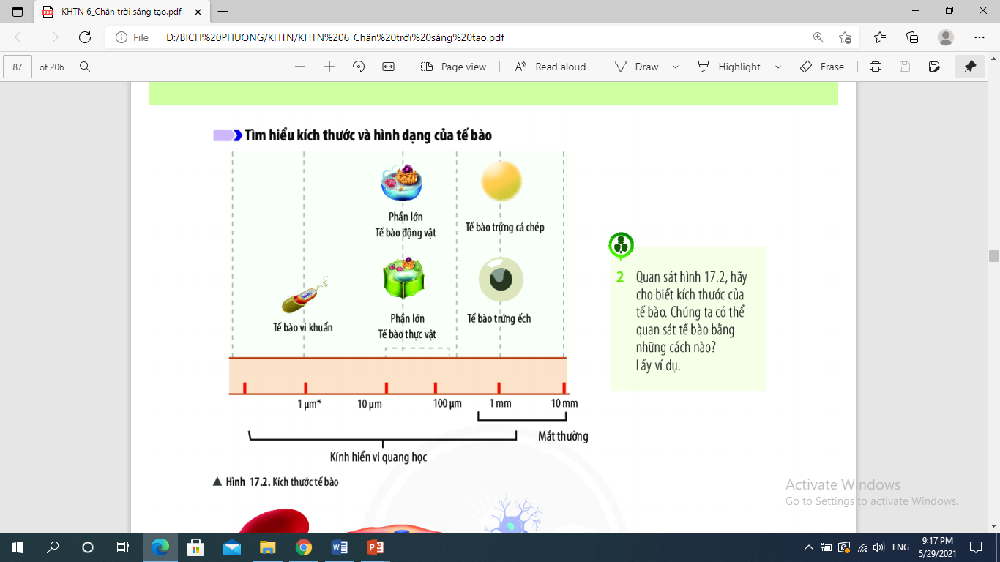 KHTN 6_Chân trời sáng tạo.pdf
File
D:/BICH%20PHUONG/KHTN/KHTN%206_Chân%20trời%20sáng%20tạo.pdf
87
of 206
Page view
Read aloud
Draw
Highlight
Erase
Tìm hiểu kích thước và hình dạng của tế bào
Phần lớn
Tế bào động vật
Tế bào trứng cá chép
Tế bào vi khuẩn
Phần lớn
Tế bào thực vật
Tế bào trứng ếch
1 µm*
10 µm
100 µm
1 mm
10 mm
Mắt thường
Kính hiển vi quang học
Hình 17.2. Kích thước tế bào
2 Quan sát hình 17.2, hãy
cho biết kích thước của
tế bào. Chúng ta có thể
quan sát tế bào bằng
những cách nào?
Lấy ví dụ.
Activate Windows
Go to Settings to activate Windows.
ENG
9:17 PM
5/29/2021